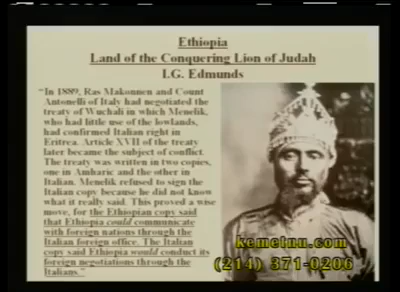 Ethiopia
Land of the Conquering Lion of Judah
I.G. Edmunds
"In 1889, Ras Makonnen and Count
Antonelli of Italy had negotiated the
treaty of Wuchali in which Menelik,
who had little use of the lowlands,
had confirmed Italian right in
Eritrea. Article XVII of the treaty
later became the subject of conflict.
The treaty was written in two copies,
one in Amharic and the other in
Italian. Menelik refused to sign the
Italian copy because he did not know
what it really said. This proved a wise
move, for the Ethiopian copy said
that Ethiopia could communicate
with foreign nations through the
Italian foreign office. The Italian
copy said Ethiopia would conduct its
foreign negotiations through the
Italians."
kemetnu.com
(214) 371-0206